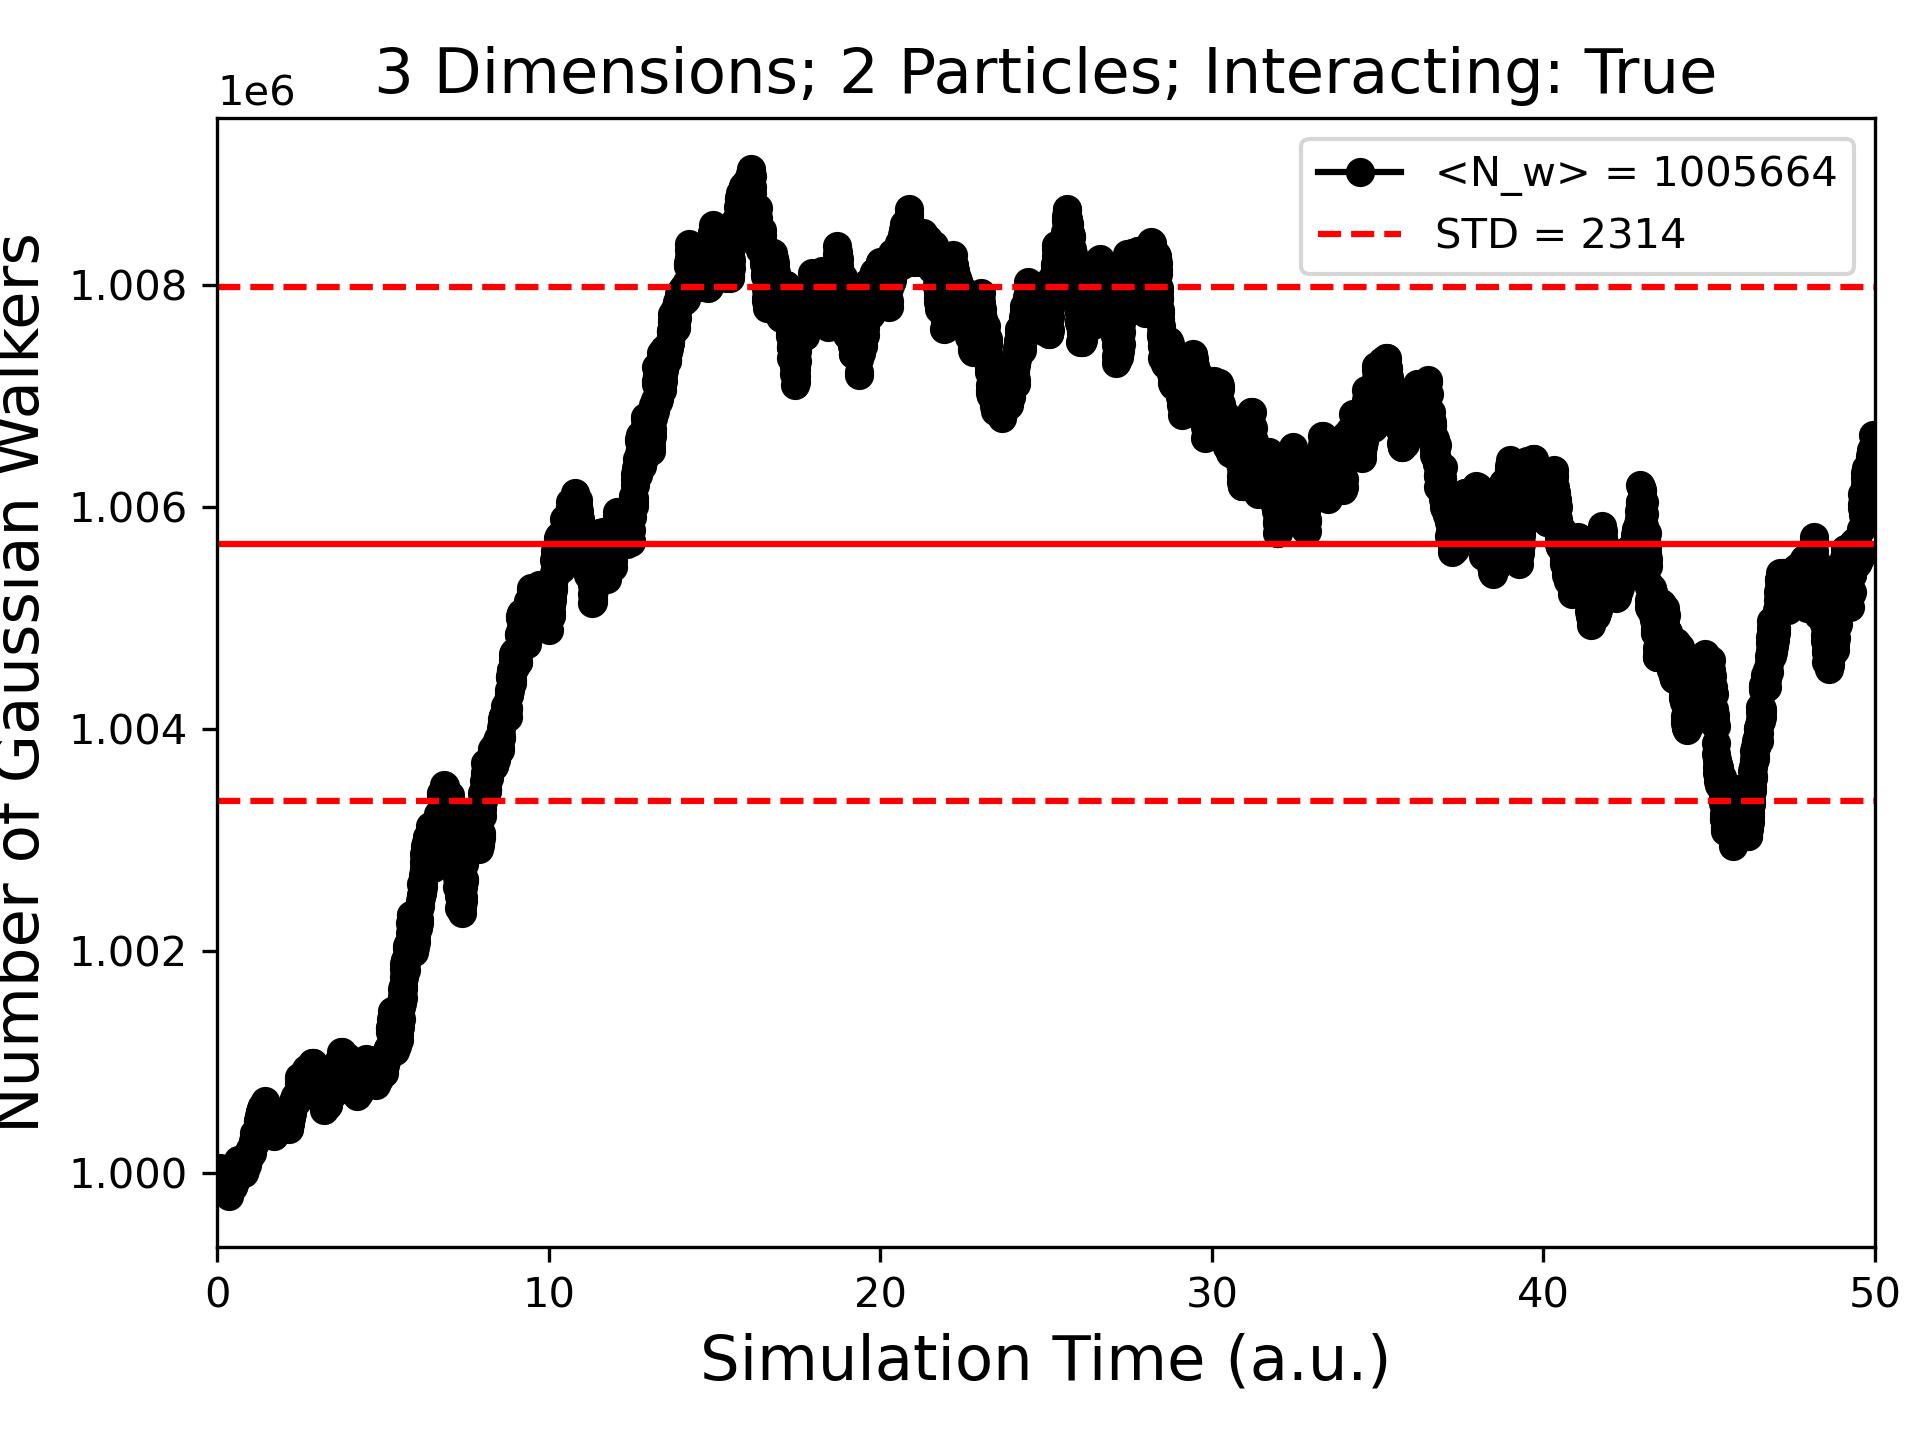 3 Dimensions; 2 Particles; Interacting: True
1e6
<N_w> = 1005664
STD = 2314
Number of Gaussian Walkers
1.008
1.006
1.004
1.002
1.000
0 10 20 30 40 50
Simulation Time (a.u.)